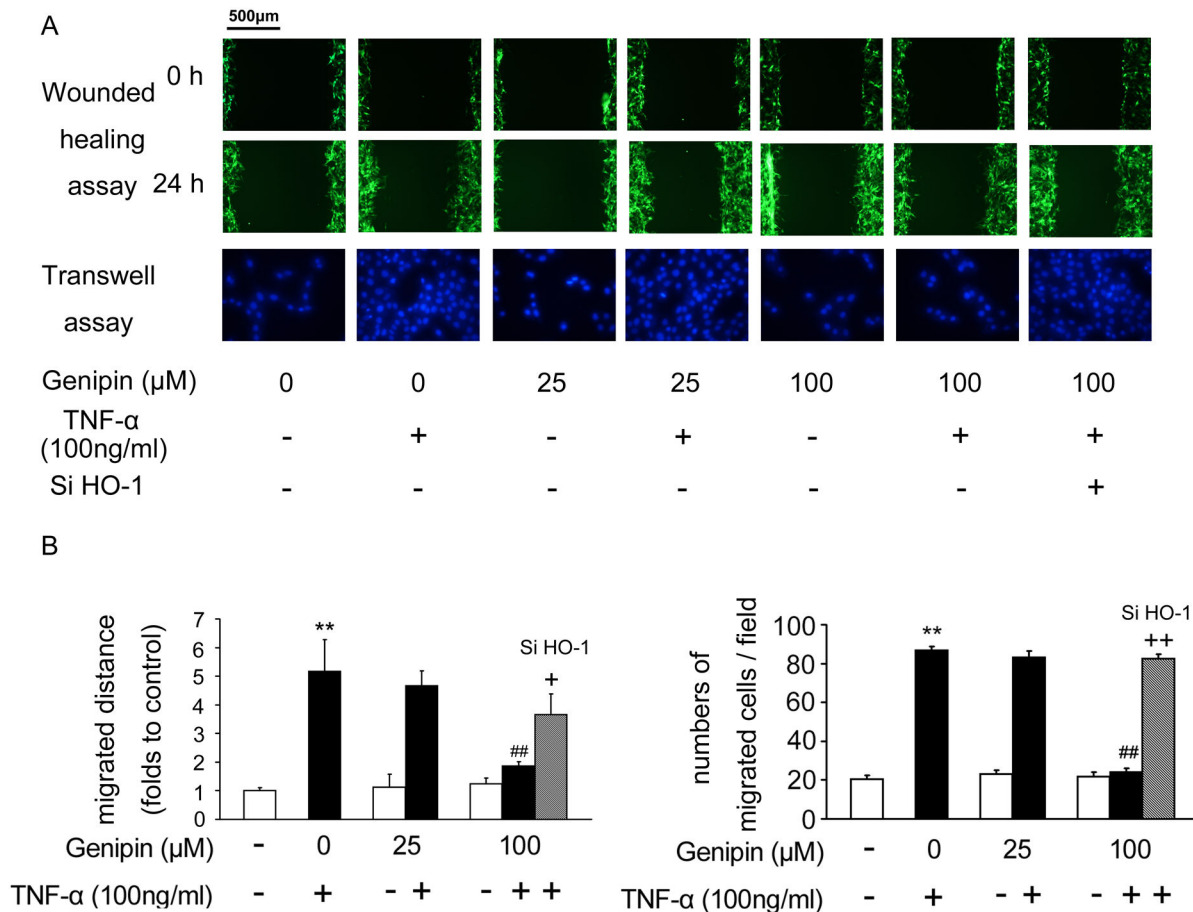 A
500μm
Wounded
healing
assay
0 h
24 h
Transwell
assay
Genipin (μM) 0 0 25 25 100 100 100
TNF-α
(100ng/ml) - + - + - + +
Si HO-1 - - - - - - +
B
migrated distance
(folds to control)
7
6
5
4
3
2
1
0
**
##
Si HO-1
+
Genipin (μM) - 0 25 100
TNF-α (100ng/ml) - + - + - + +
numbers of
migrated cells / field
100
80
60
40
20
0
**
##
Si HO-1
++
Genipin (μM) - 0 25 100
TNF-α (100ng/ml) - + - + - + +